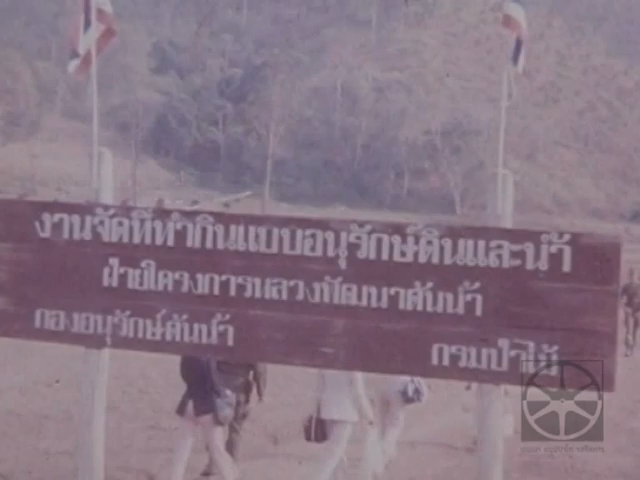 งานจัดที่ทำกินแบบอนุรักษ์ดินและน้ำ
ฝ่ายโครงการหลวงพัฒนาต้นน้ำ
กองอนุรักษ์ต้นน้ำ
กรมป่าไม้